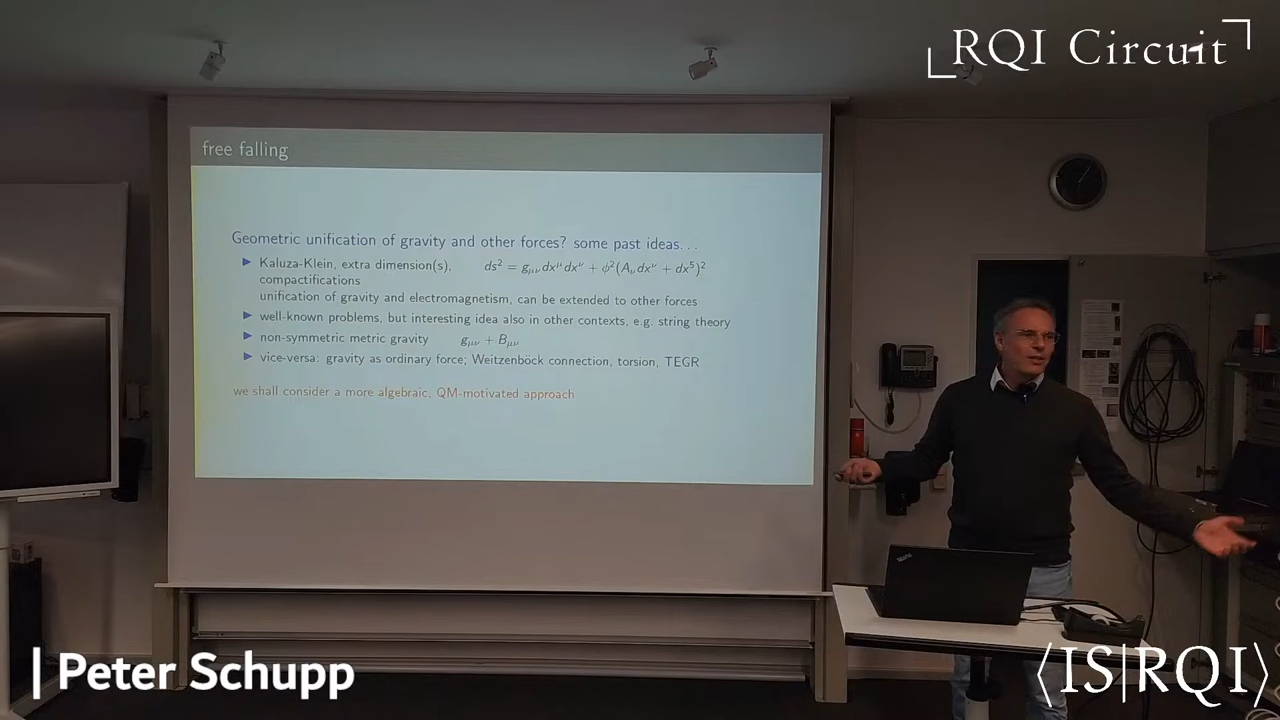 RQI Circuit
free falling
Geometric unification of gravity and other forces? some past ideas...
Kaluza-Klein, extra dimension(s), ds² = g_μν dx^μ dx^ν + ϕ²(A_ν dx^ν + dx⁵)²
compactifications
unification of gravity and electromagnetism, can be extended to other forces
well-known problems, but interesting idea also in other contexts, e.g. string theory
non-symmetric metric gravity g_μν + B_μν
vice-versa: gravity as ordinary force; Weitzenböck connection, torsion, TEGR
we shall consider a more algebraic, QM-motivated approach
| Peter Schupp
⟨IS|RQI⟩